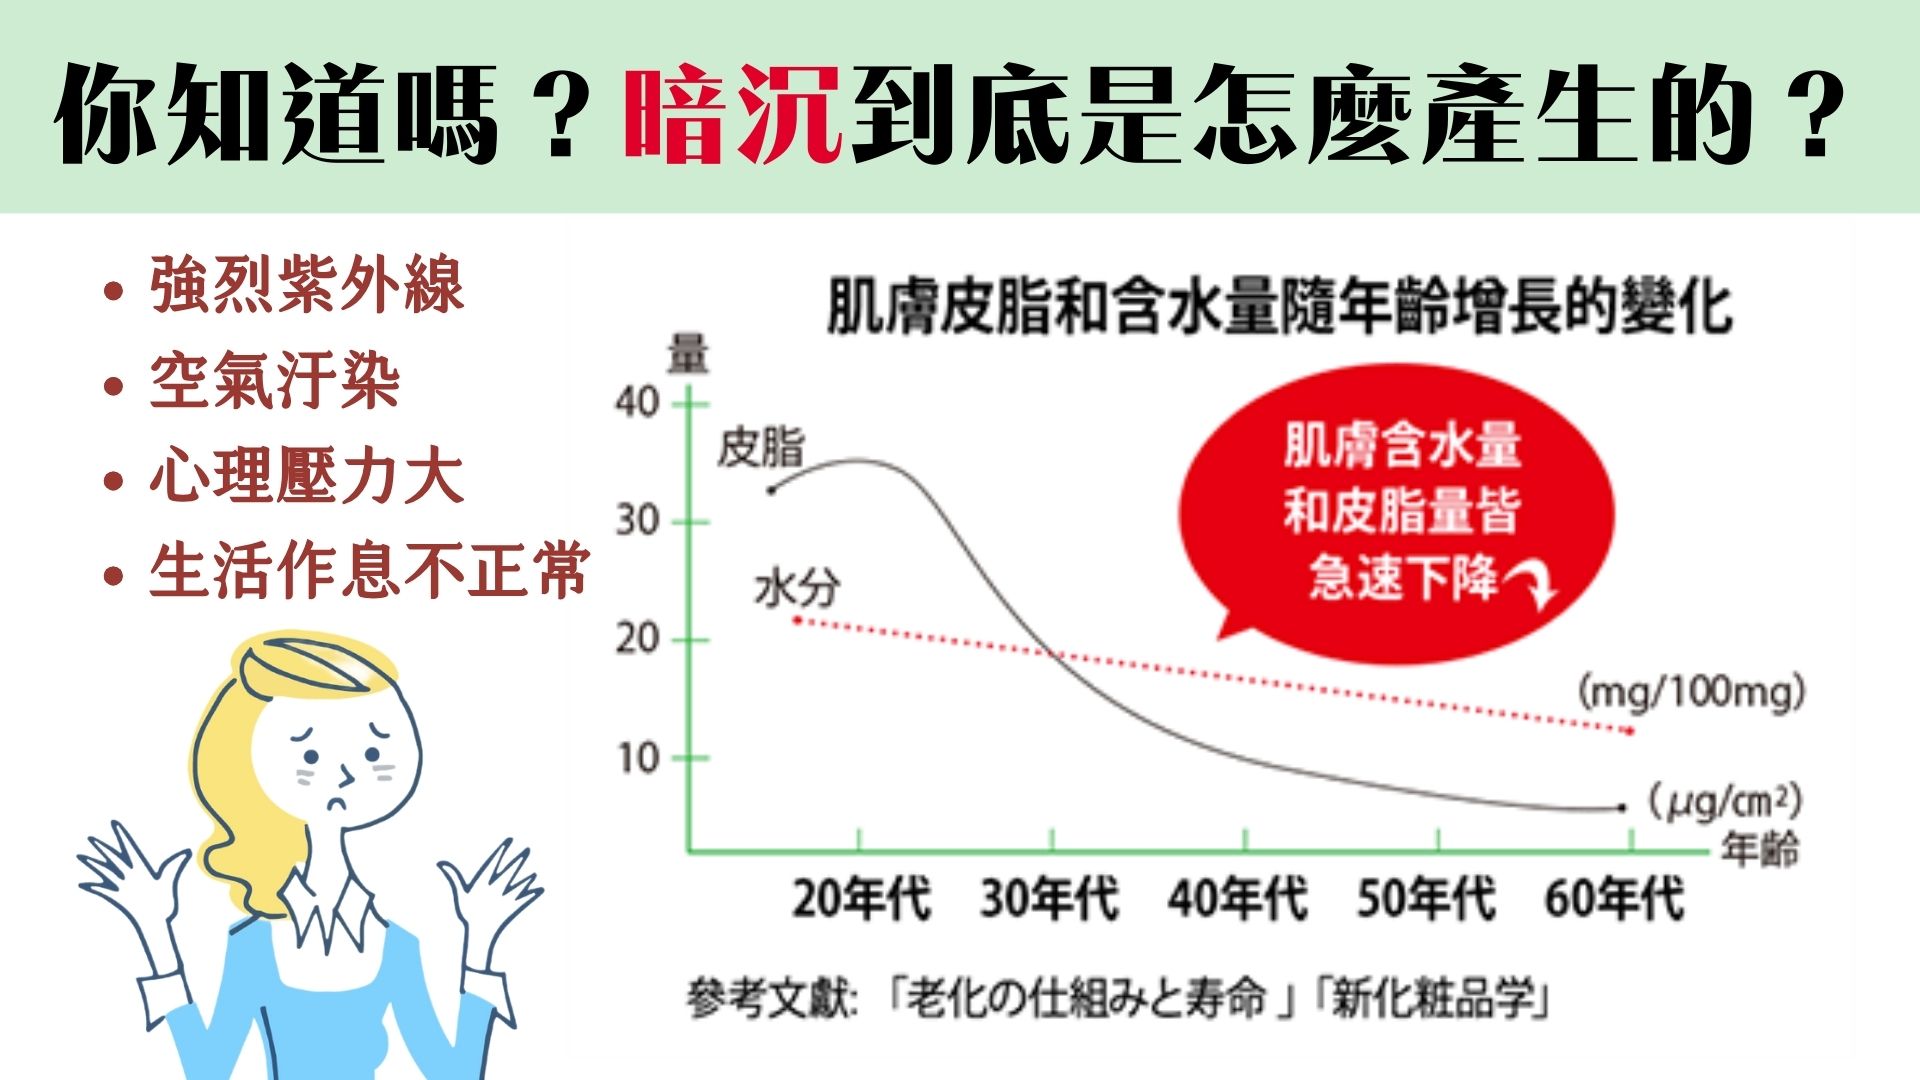 你知道嗎？暗沉到底是怎麼產生的？
• 強烈紫外線
• 空氣汙染
• 心理壓力大
• 生活作息不正常
肌膚皮脂和含水量隨年齡增長的變化
量
40
30
20
10
皮脂
水分
肌膚含水量
和皮脂量皆
急速下降
(mg/100mg)
(μg/cm²)
年齡
20年代 30年代 40年代 50年代 60年代
參考文獻:「老化の仕組みと寿命」「新化粧品学」